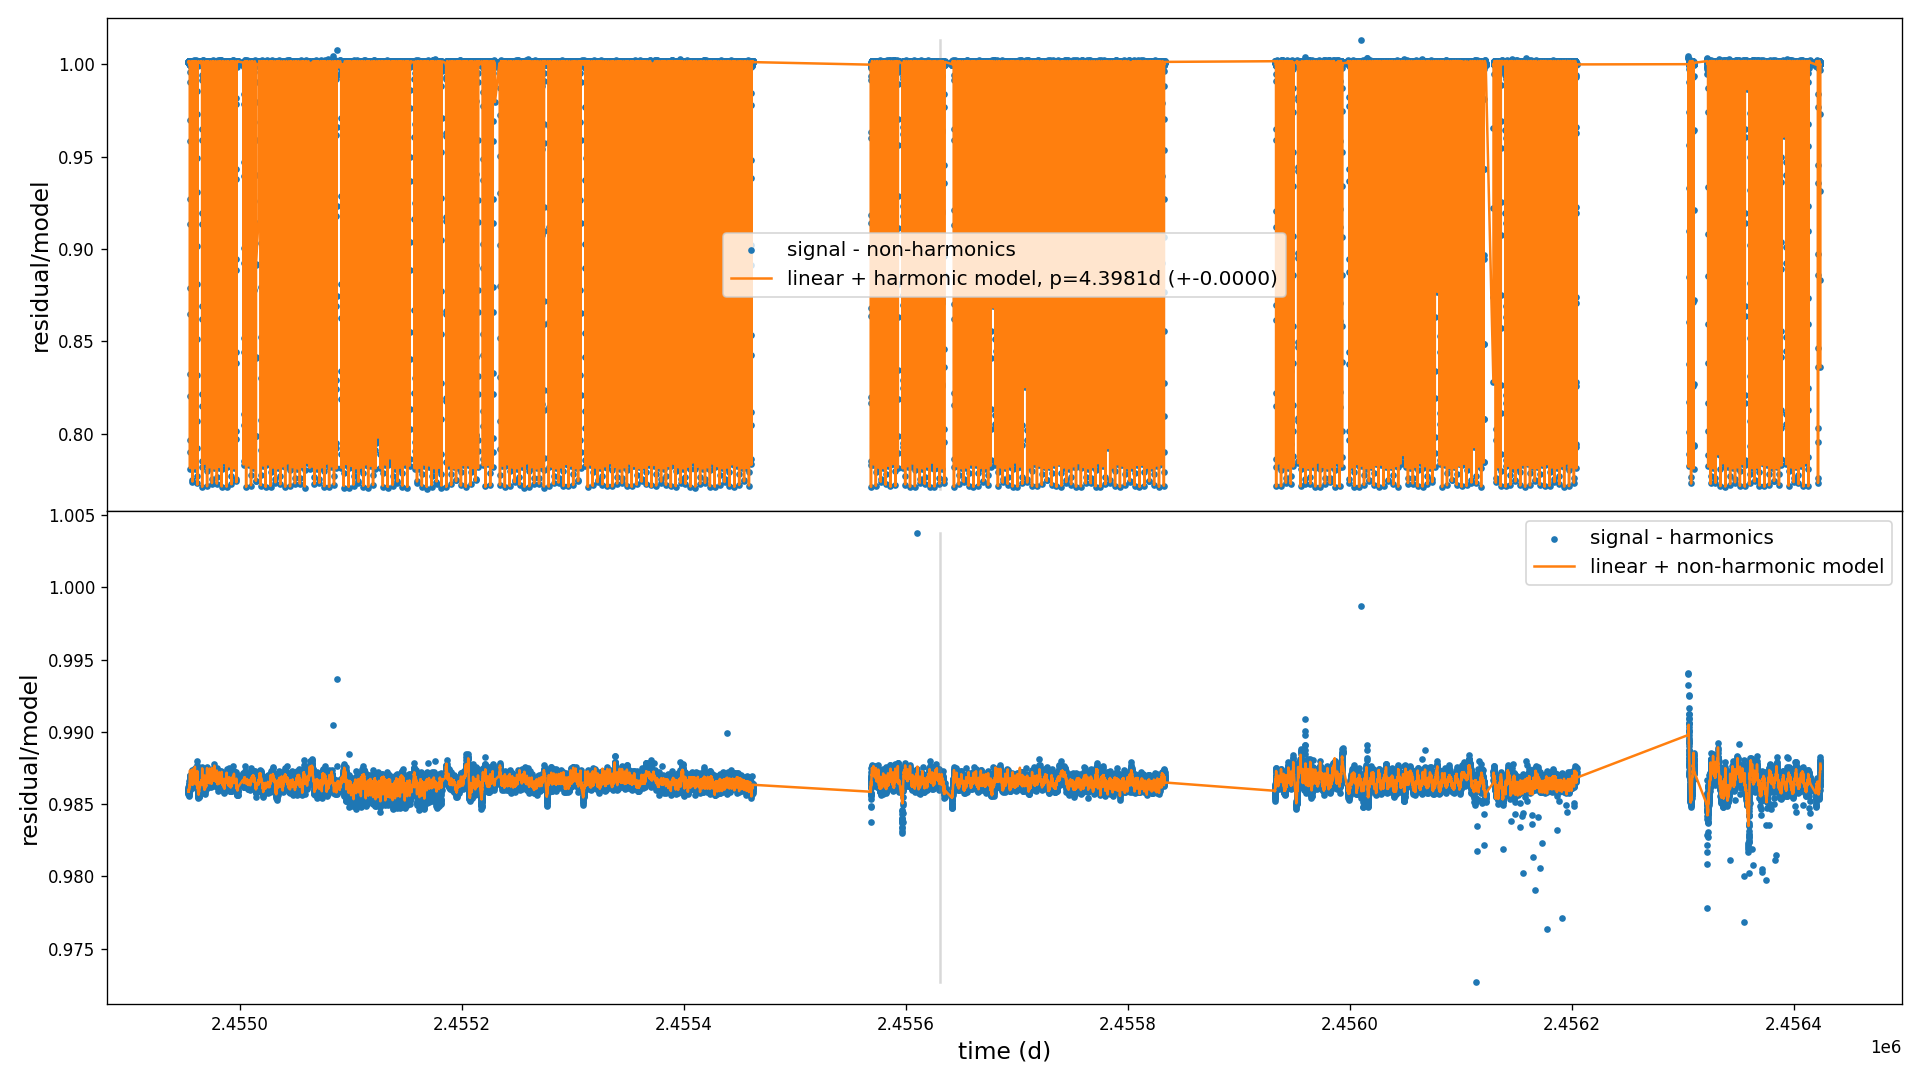 1.00
0.95
0.90
0.85
0.80
residual/model
signal - non-harmonics
linear + harmonic model, p=4.3981d (+-0.0000)
1.005
1.000
0.995
0.990
0.985
0.980
0.975
residual/model
signal - harmonics
linear + non-harmonic model
2.4550 2.4552 2.4554 2.4556 2.4558 2.4560 2.4562 2.4564
1e6
time (d)